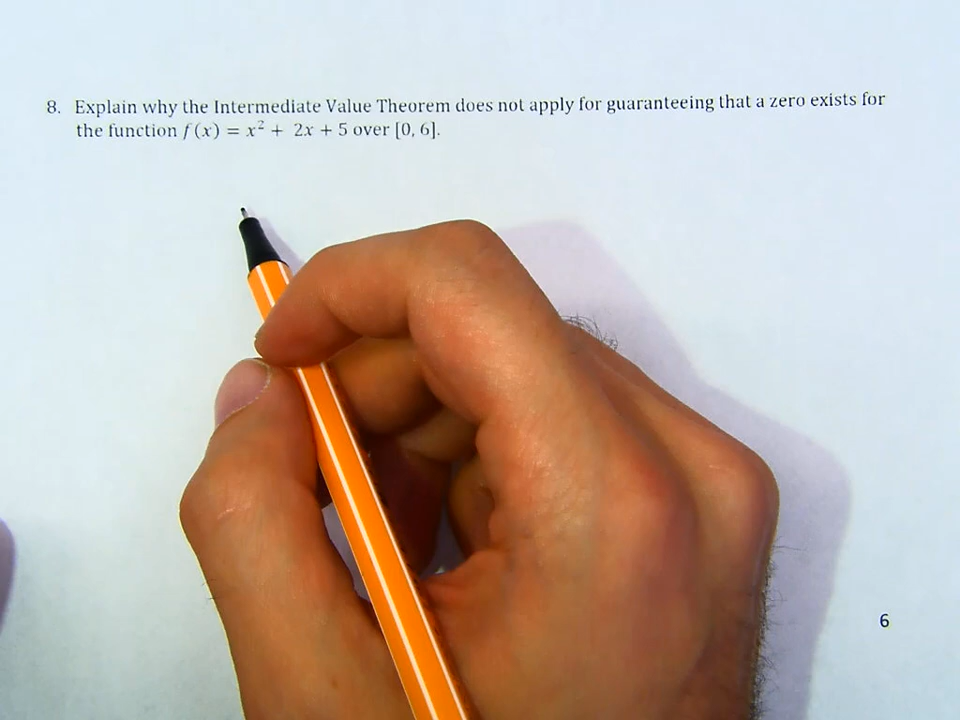 8. Explain why the Intermediate Value Theorem does not apply for guaranteeing that a zero exists for
the function f(x) = x² + 2x + 5 over [0, 6].
6